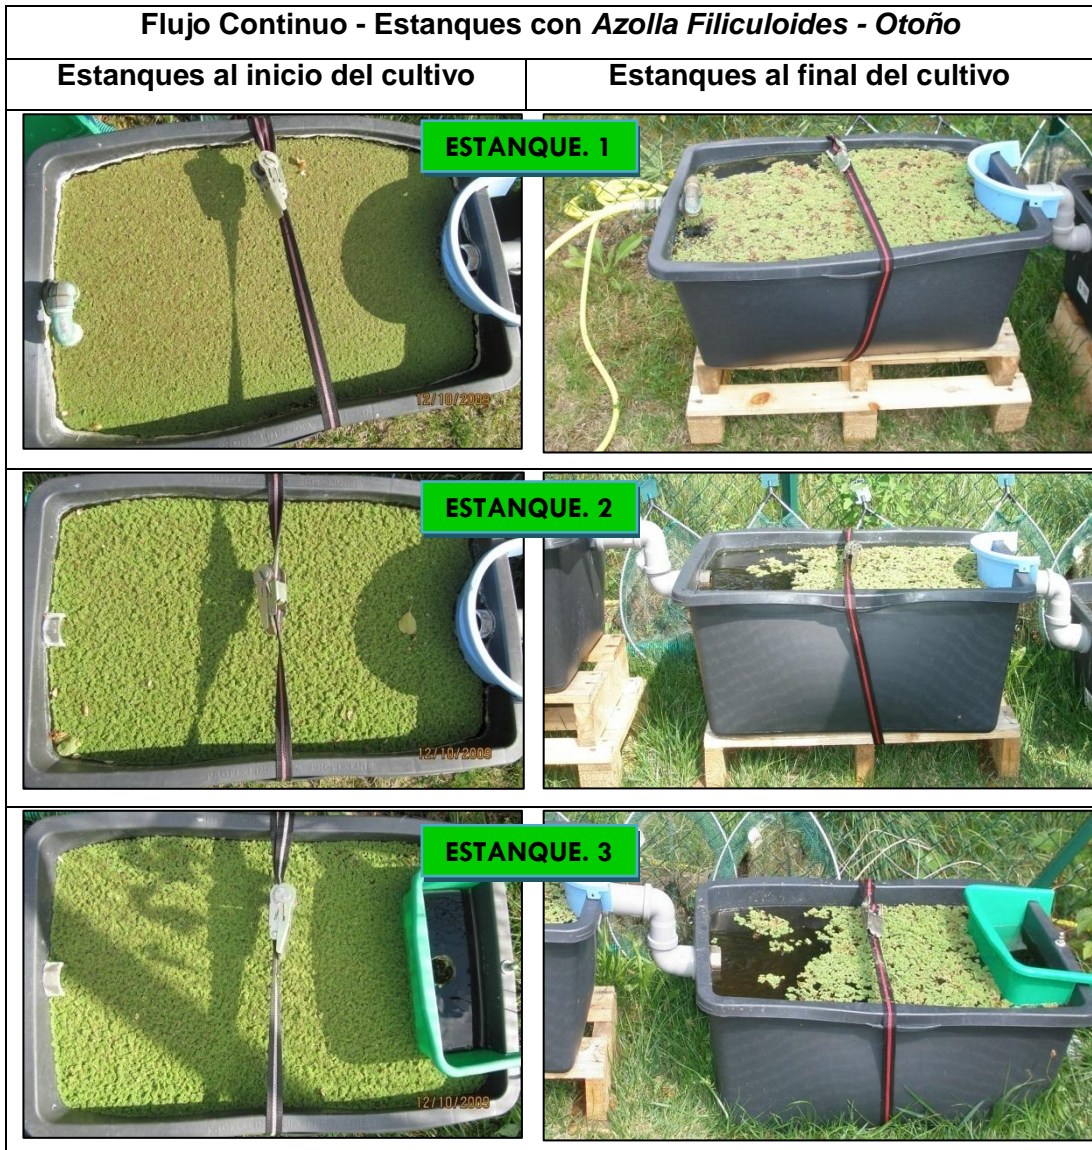 Flujo Continuo - Estanques con Azolla Filiculoides - Otoño
Estanques al inicio del cultivo
Estanques al final del cultivo
ESTANQUE. 1
12/10/2009
ESTANQUE. 2
12/10/2009
ESTANQUE. 3
12/10/2009